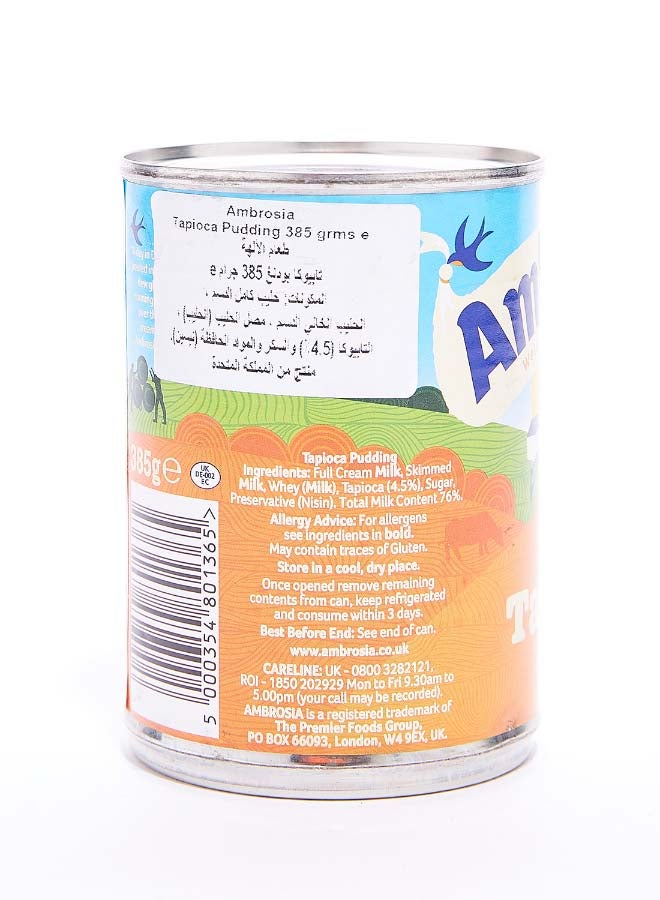 Ambrosia
Tapioca Pudding 385 grms e
طعام الآلهة
تابيوكا بودنغ 385 جرام e
المكونات: حليب كامل الدسم ،
الحليب الخالي الدسم ، مصل الحليب (الحليب) ،
التابيوكا (4.5٪) والسكر والمواد الحافظة (نيسين).
منتج من المملكة المتحدة
Am
385g e
UK
DE-002
EC
Tapioca Pudding
Ingredients: Full Cream Milk, Skimmed
Milk, Whey (Milk), Tapioca (4.5%), Sugar,
Preservative (Nisin). Total Milk Content 76%.
Allergy Advice: For allergens
see ingredients in bold.
May contain traces of Gluten.
Store in a cool, dry place.
Once opened remove remaining
contents from can, keep refrigerated
and consume within 3 days.
Best Before End: See end of can.
www.ambrosia.co.uk
CARELINE: UK - 0800 3282121,
ROI - 1850 202929 Mon to Fri 9.30am to
5.00pm (your call may be recorded).
AMBROSIA is a registered trademark of
The Premier Foods Group,
PO BOX 66093, London, W4 9EX, UK.
5 000354 801365 >
Ta